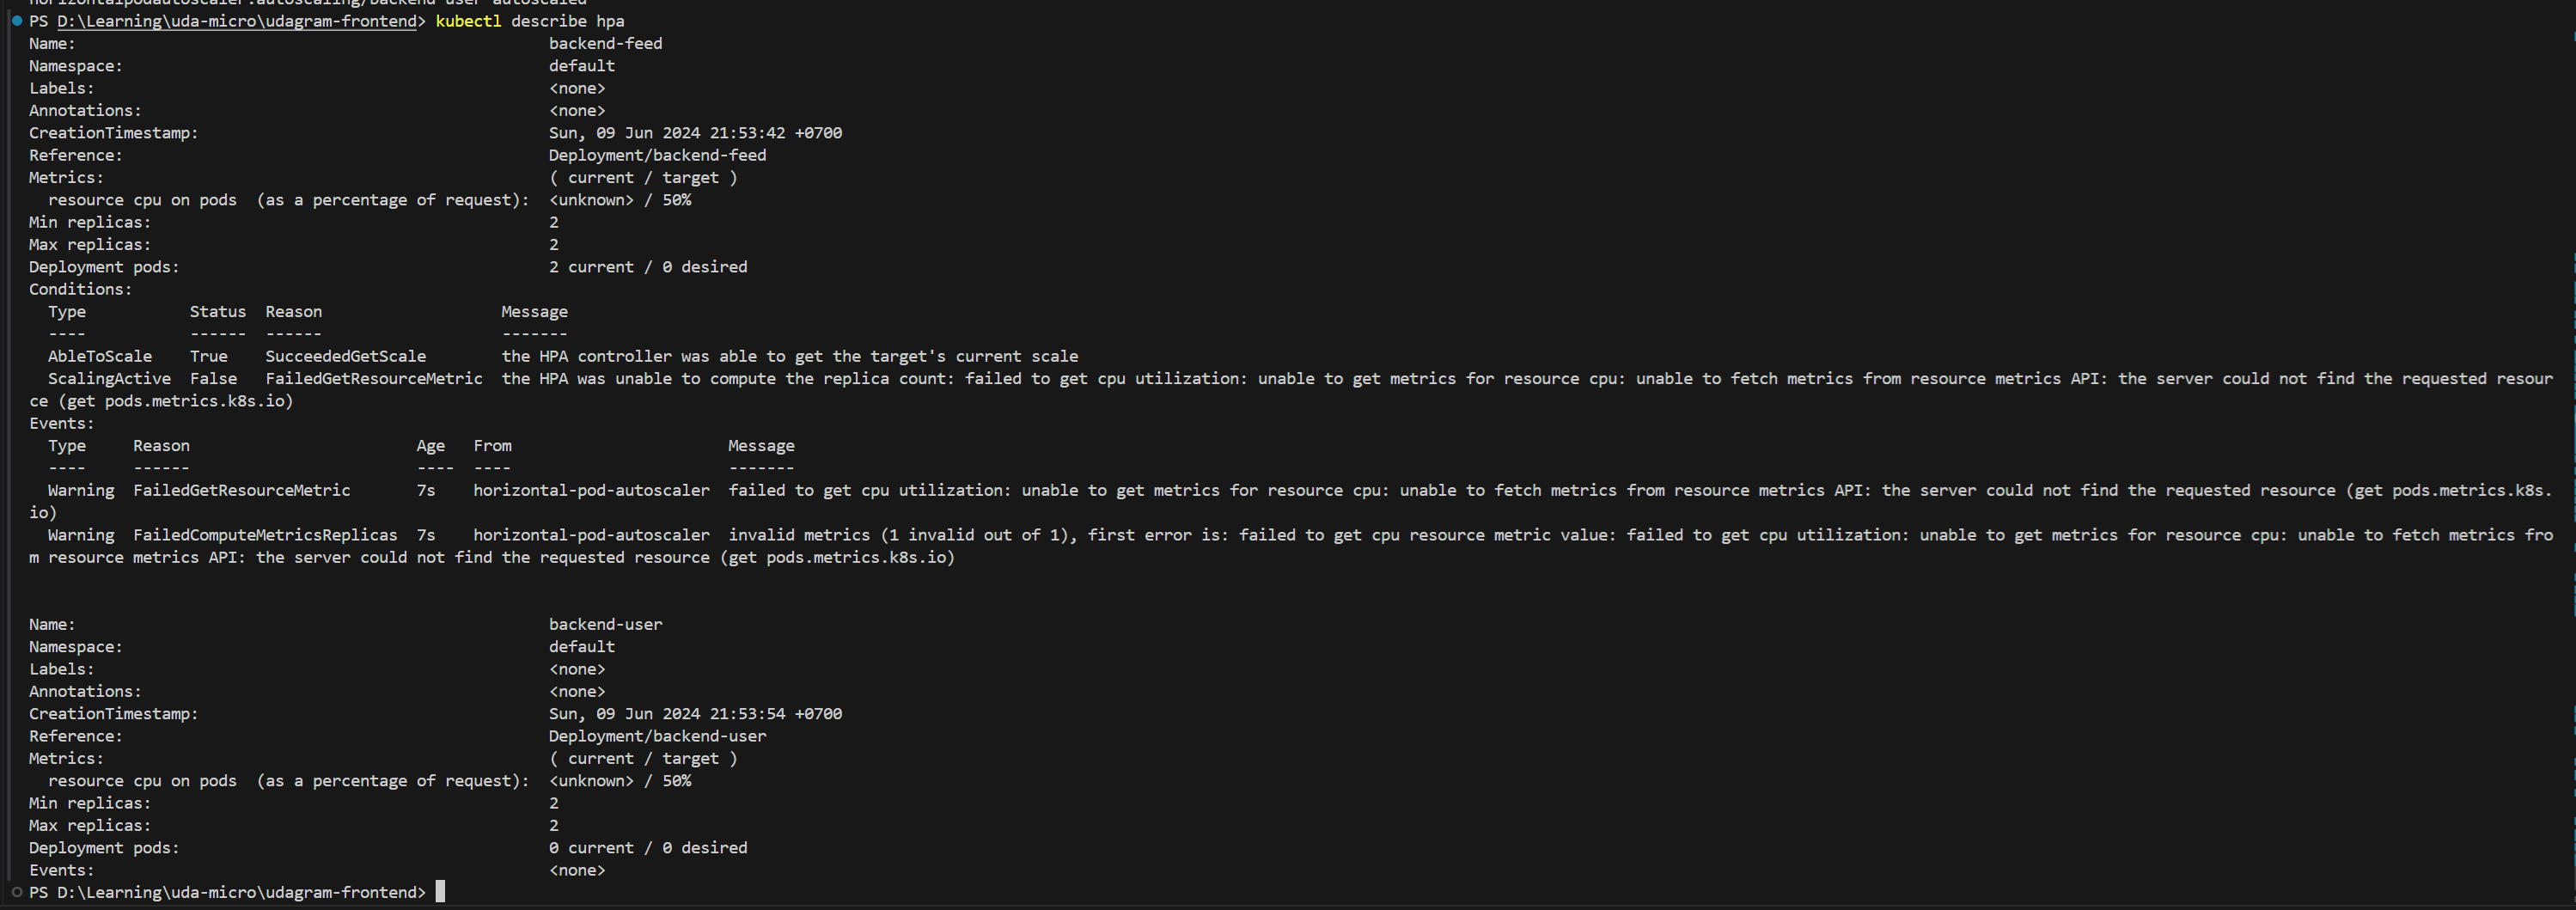 horizontalpodautoscaler.autoscaling/backend-user autoscaled
PS D:\Learning\uda-micro\udagram-frontend> kubectl describe hpa
Name:                                                  backend-feed
Namespace:                                             default
Labels:                                                <none>
Annotations:                                           <none>
CreationTimestamp:                                     Sun, 09 Jun 2024 21:53:42 +0700
Reference:                                             Deployment/backend-feed
Metrics:                                               ( current / target )
  resource cpu on pods  (as a percentage of request):  <unknown> / 50%
Min replicas:                                          2
Max replicas:                                          2
Deployment pods:                                       2 current / 0 desired
Conditions:
  Type           Status  Reason                   Message
  ----           ------  ------                   -------
  AbleToScale    True    SucceededGetScale        the HPA controller was able to get the target's current scale
  ScalingActive  False   FailedGetResourceMetric  the HPA was unable to compute the replica count: failed to get cpu utilization: unable to get metrics for resource cpu: unable to fetch metrics from resource metrics API: the server could not find the requested resour
ce (get pods.metrics.k8s.io)
Events:
  Type     Reason                        Age   From                       Message
  ----     ------                        ----  ----                       -------
  Warning  FailedGetResourceMetric       7s    horizontal-pod-autoscaler  failed to get cpu utilization: unable to get metrics for resource cpu: unable to fetch metrics from resource metrics API: the server could not find the requested resource (get pods.metrics.k8s.
io)
  Warning  FailedComputeMetricsReplicas  7s    horizontal-pod-autoscaler  invalid metrics (1 invalid out of 1), first error is: failed to get cpu resource metric value: failed to get cpu utilization: unable to get metrics for resource cpu: unable to fetch metrics fro
m resource metrics API: the server could not find the requested resource (get pods.metrics.k8s.io)
Name:                                                  backend-user
Namespace:                                             default
Labels:                                                <none>
Annotations:                                           <none>
CreationTimestamp:                                     Sun, 09 Jun 2024 21:53:54 +0700
Reference:                                             Deployment/backend-user
Metrics:                                               ( current / target )
  resource cpu on pods  (as a percentage of request):  <unknown> / 50%
Min replicas:                                          2
Max replicas:                                          2
Deployment pods:                                       0 current / 0 desired
Events:                                                <none>
PS D:\Learning\uda-micro\udagram-frontend>